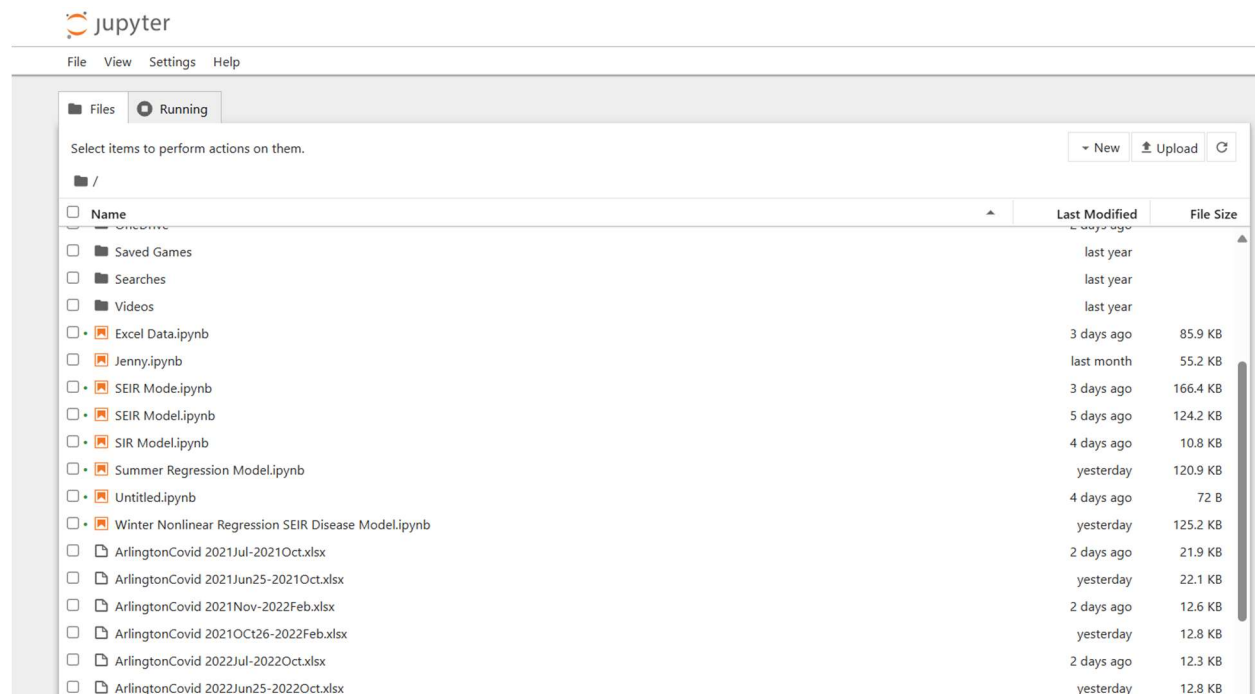 jupyter
File View Settings Help
Files Running
Select items to perform actions on them. New Upload
/
Name Last Modified File Size
OneDrive 2 days ago
Saved Games last year
Searches last year
Videos last year
Excel Data.ipynb 3 days ago 85.9 KB
Jenny.ipynb last month 55.2 KB
SEIR Mode.ipynb 3 days ago 166.4 KB
SEIR Model.ipynb 5 days ago 124.2 KB
SIR Model.ipynb 4 days ago 10.8 KB
Summer Regression Model.ipynb yesterday 120.9 KB
Untitled.ipynb 4 days ago 72 B
Winter Nonlinear Regression SEIR Disease Model.ipynb yesterday 125.2 KB
ArlingtonCovid 2021Jul-2021Oct.xlsx 2 days ago 21.9 KB
ArlingtonCovid 2021Jun25-2021Oct.xlsx yesterday 22.1 KB
ArlingtonCovid 2021Nov-2022Feb.xlsx 2 days ago 12.6 KB
ArlingtonCovid 2021OCt26-2022Feb.xlsx yesterday 12.8 KB
ArlingtonCovid 2022Jul-2022Oct.xlsx 2 days ago 12.3 KB
ArlingtonCovid 2022Jun25-2022Oct.xlsx yesterday 12.8 KB